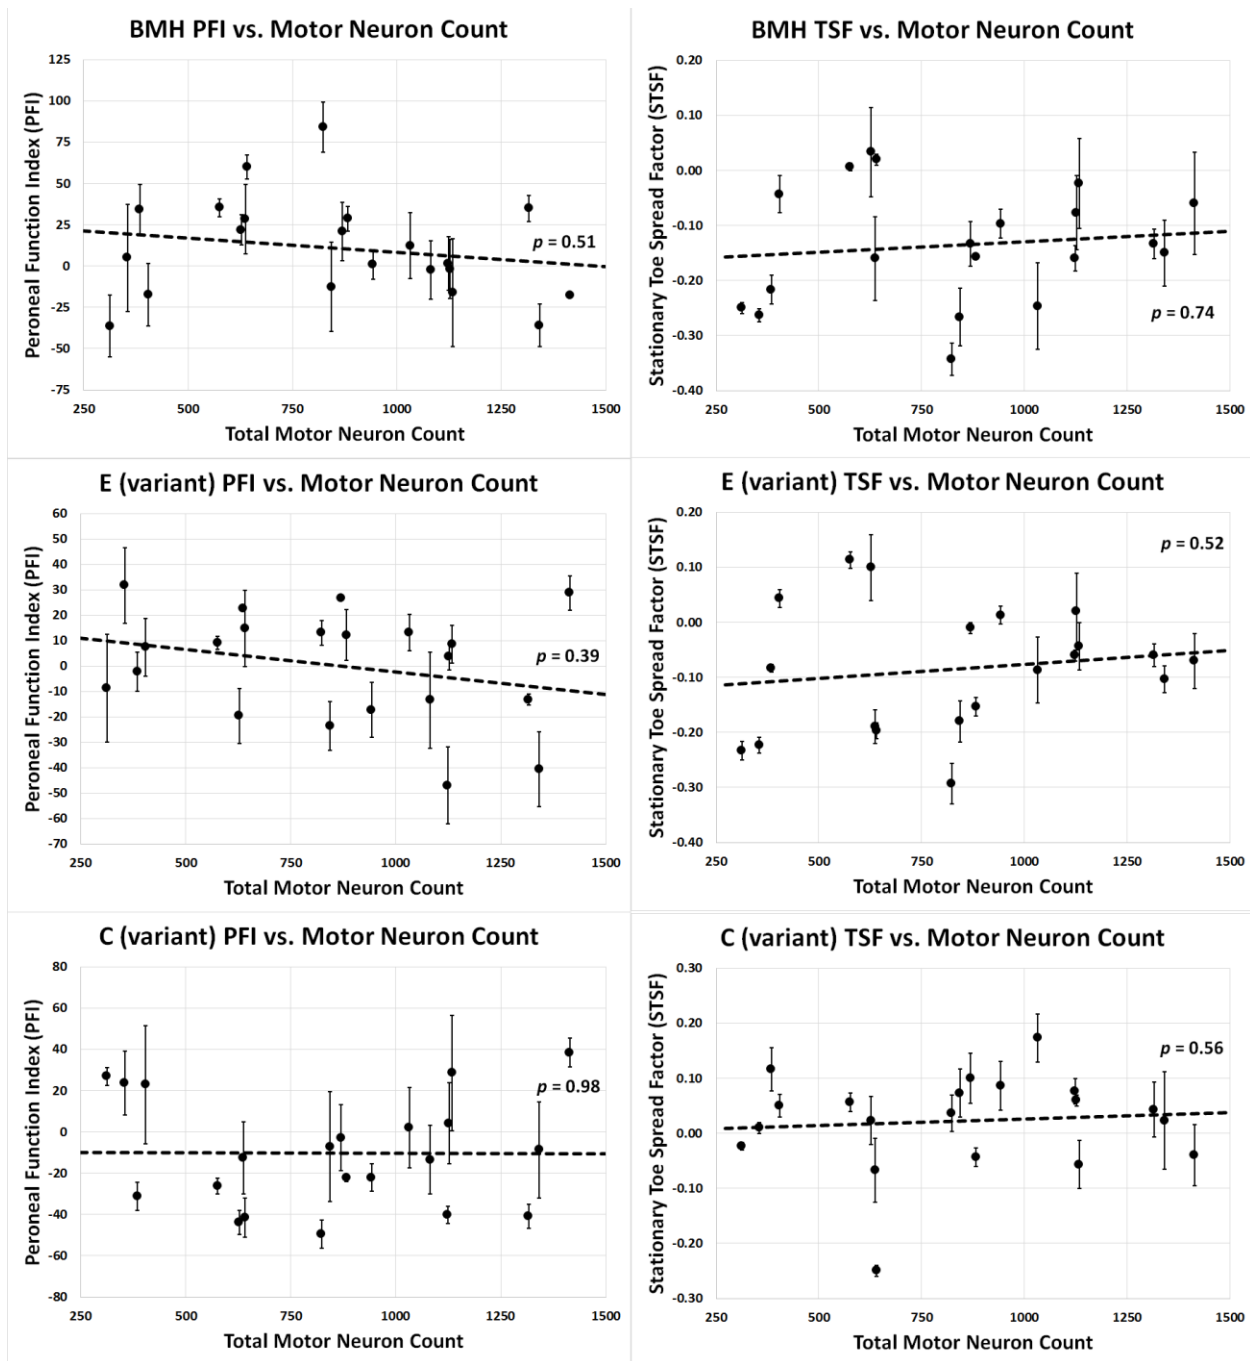 BMH PFI vs. Motor Neuron Count
Peroneal Function Index (PFI)
125
100
75
50
25
0
-25
-50
-75
p = 0.51
250 500 750 1000 1250 1500
Total Motor Neuron Count
BMH TSF vs. Motor Neuron Count
Stationary Toe Spread Factor (STSF)
0.20
0.10
0.00
-0.10
-0.20
-0.30
-0.40
p = 0.74
250 500 750 1000 1250 1500
Total Motor Neuron Count
E (variant) PFI vs. Motor Neuron Count
Peroneal Function Index (PFI)
60
50
40
30
20
10
0
-10
-20
-30
-40
-50
-60
-70
p = 0.39
250 500 750 1000 1250 1500
Total Motor Neuron Count
E (variant) TSF vs. Motor Neuron Count
Stationary Toe Spread Factor (STSF)
0.20
0.10
0.00
-0.10
-0.20
-0.30
-0.40
p = 0.52
250 500 750 1000 1250 1500
Total Motor Neuron Count
C (variant) PFI vs. Motor Neuron Count
Peroneal Function Index (PFI)
80
60
40
20
0
-20
-40
-60
-80
p = 0.98
250 500 750 1000 1250 1500
Total Motor Neuron Count
C (variant) TSF vs. Motor Neuron Count
Stationary Toe Spread Factor (STSF)
0.30
0.20
0.10
0.00
-0.10
-0.20
-0.30
p = 0.56
250 500 750 1000 1250 1500
Total Motor Neuron Count